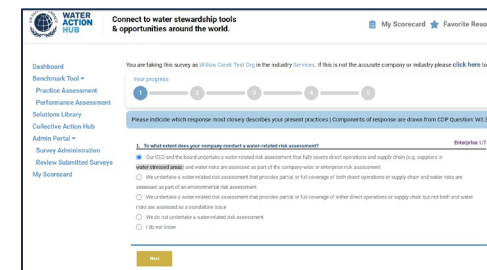 WATER
ACTION
HUB
Connect to water stewardship tools
& opportunities around the world.
My Scorecard
Favorite Reso
Dashboard
Benchmark Tool
Practice Assessment
Performance Assessment
Solutions Library
Collective Action Hub
Admin Portal
Survey Administration
Review Submitted Surveys
My Scorecard
You are taking this survey as Willow Creek Test Org in the industry Services. If this is not the accurate company or industry please click here to
Your progress:
1
2
3
4
5
Please indicate which response most closely describes your present practices | Components of response are drawn from CDP Question: W3.3
Enterprise 1/7
1. To what extent does your company conduct a water-related risk assessment?
Our CEO and the board undertake a water-related risk assessment that fully covers direct operations and supply chain (e.g. suppliers in
water-stressed areas) and water risks are assessed as part of the company-wide or enterprise risk assessment
We undertake a water-related risk assessment that provides partial or full coverage of both direct operations or supply chain and water risks are
assessed as part of an environmental risk assessment
We undertake a water-related risk assessment that provides partial or full coverage of either direct operations or supply chain but not both and water
risks are assessed as a standalone issue
We do not undertake a water-related risk assessment
I do not know
Next